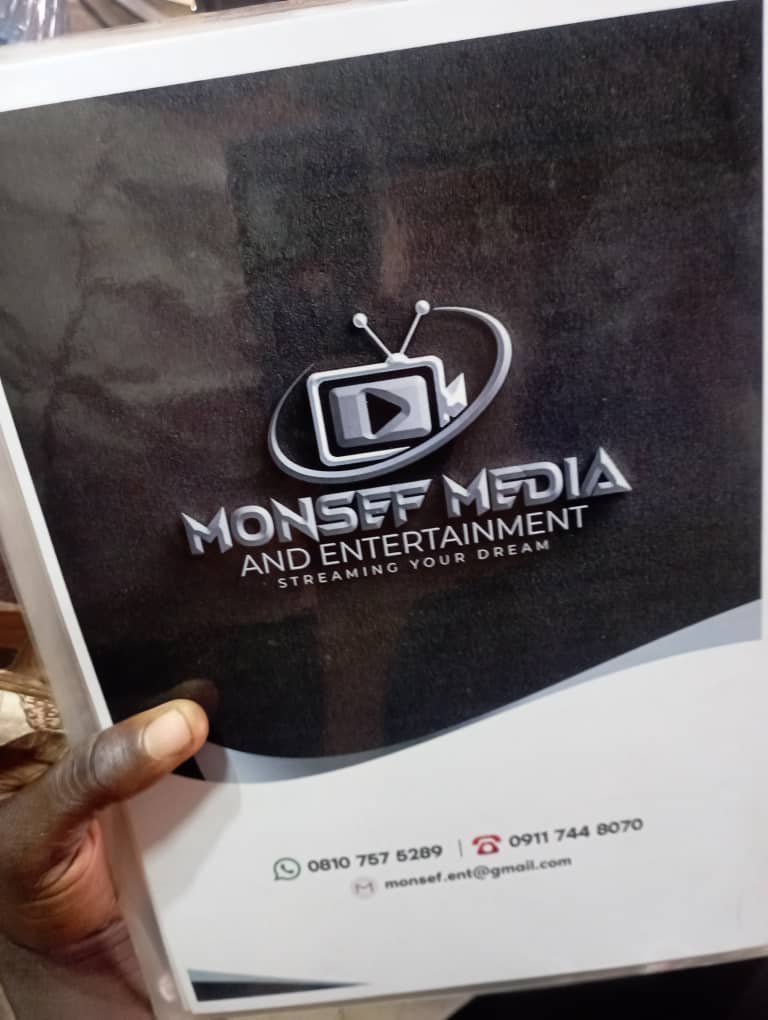 MONSEF MEDIA
AND ENTERTAINMENT
STREAMING YOUR DREAM
0810 757 5289 | 0911 744 8070
monsef.ent@gmail.com